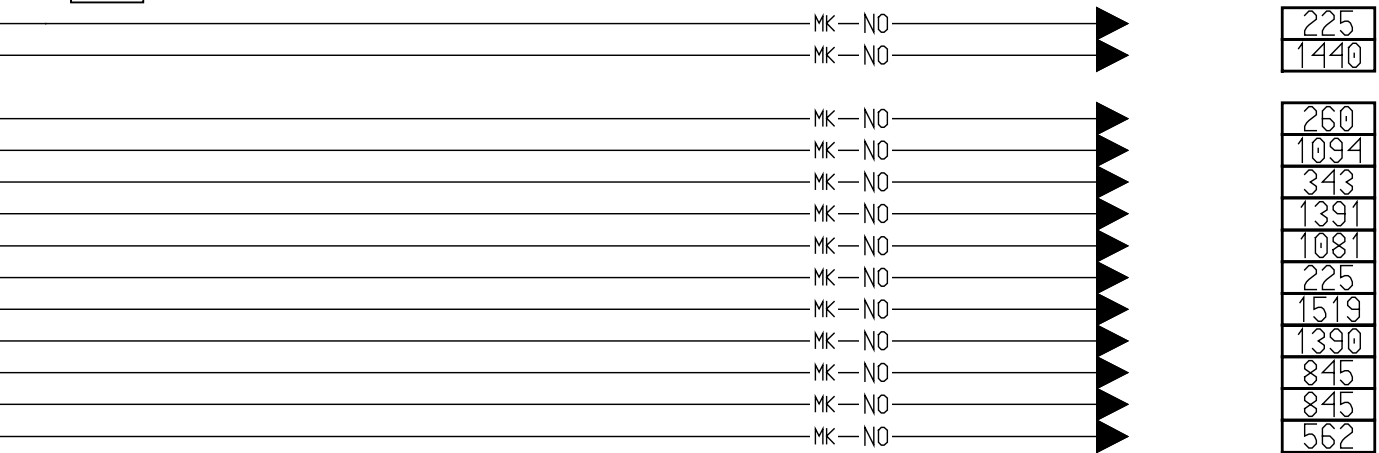 MK NO 225
MK NO 1440
MK NO 260
MK NO 1094
MK NO 343
MK NO 1391
MK NO 1081
MK NO 225
MK NO 1519
MK NO 1390
MK NO 845
MK NO 845
MK NO 562